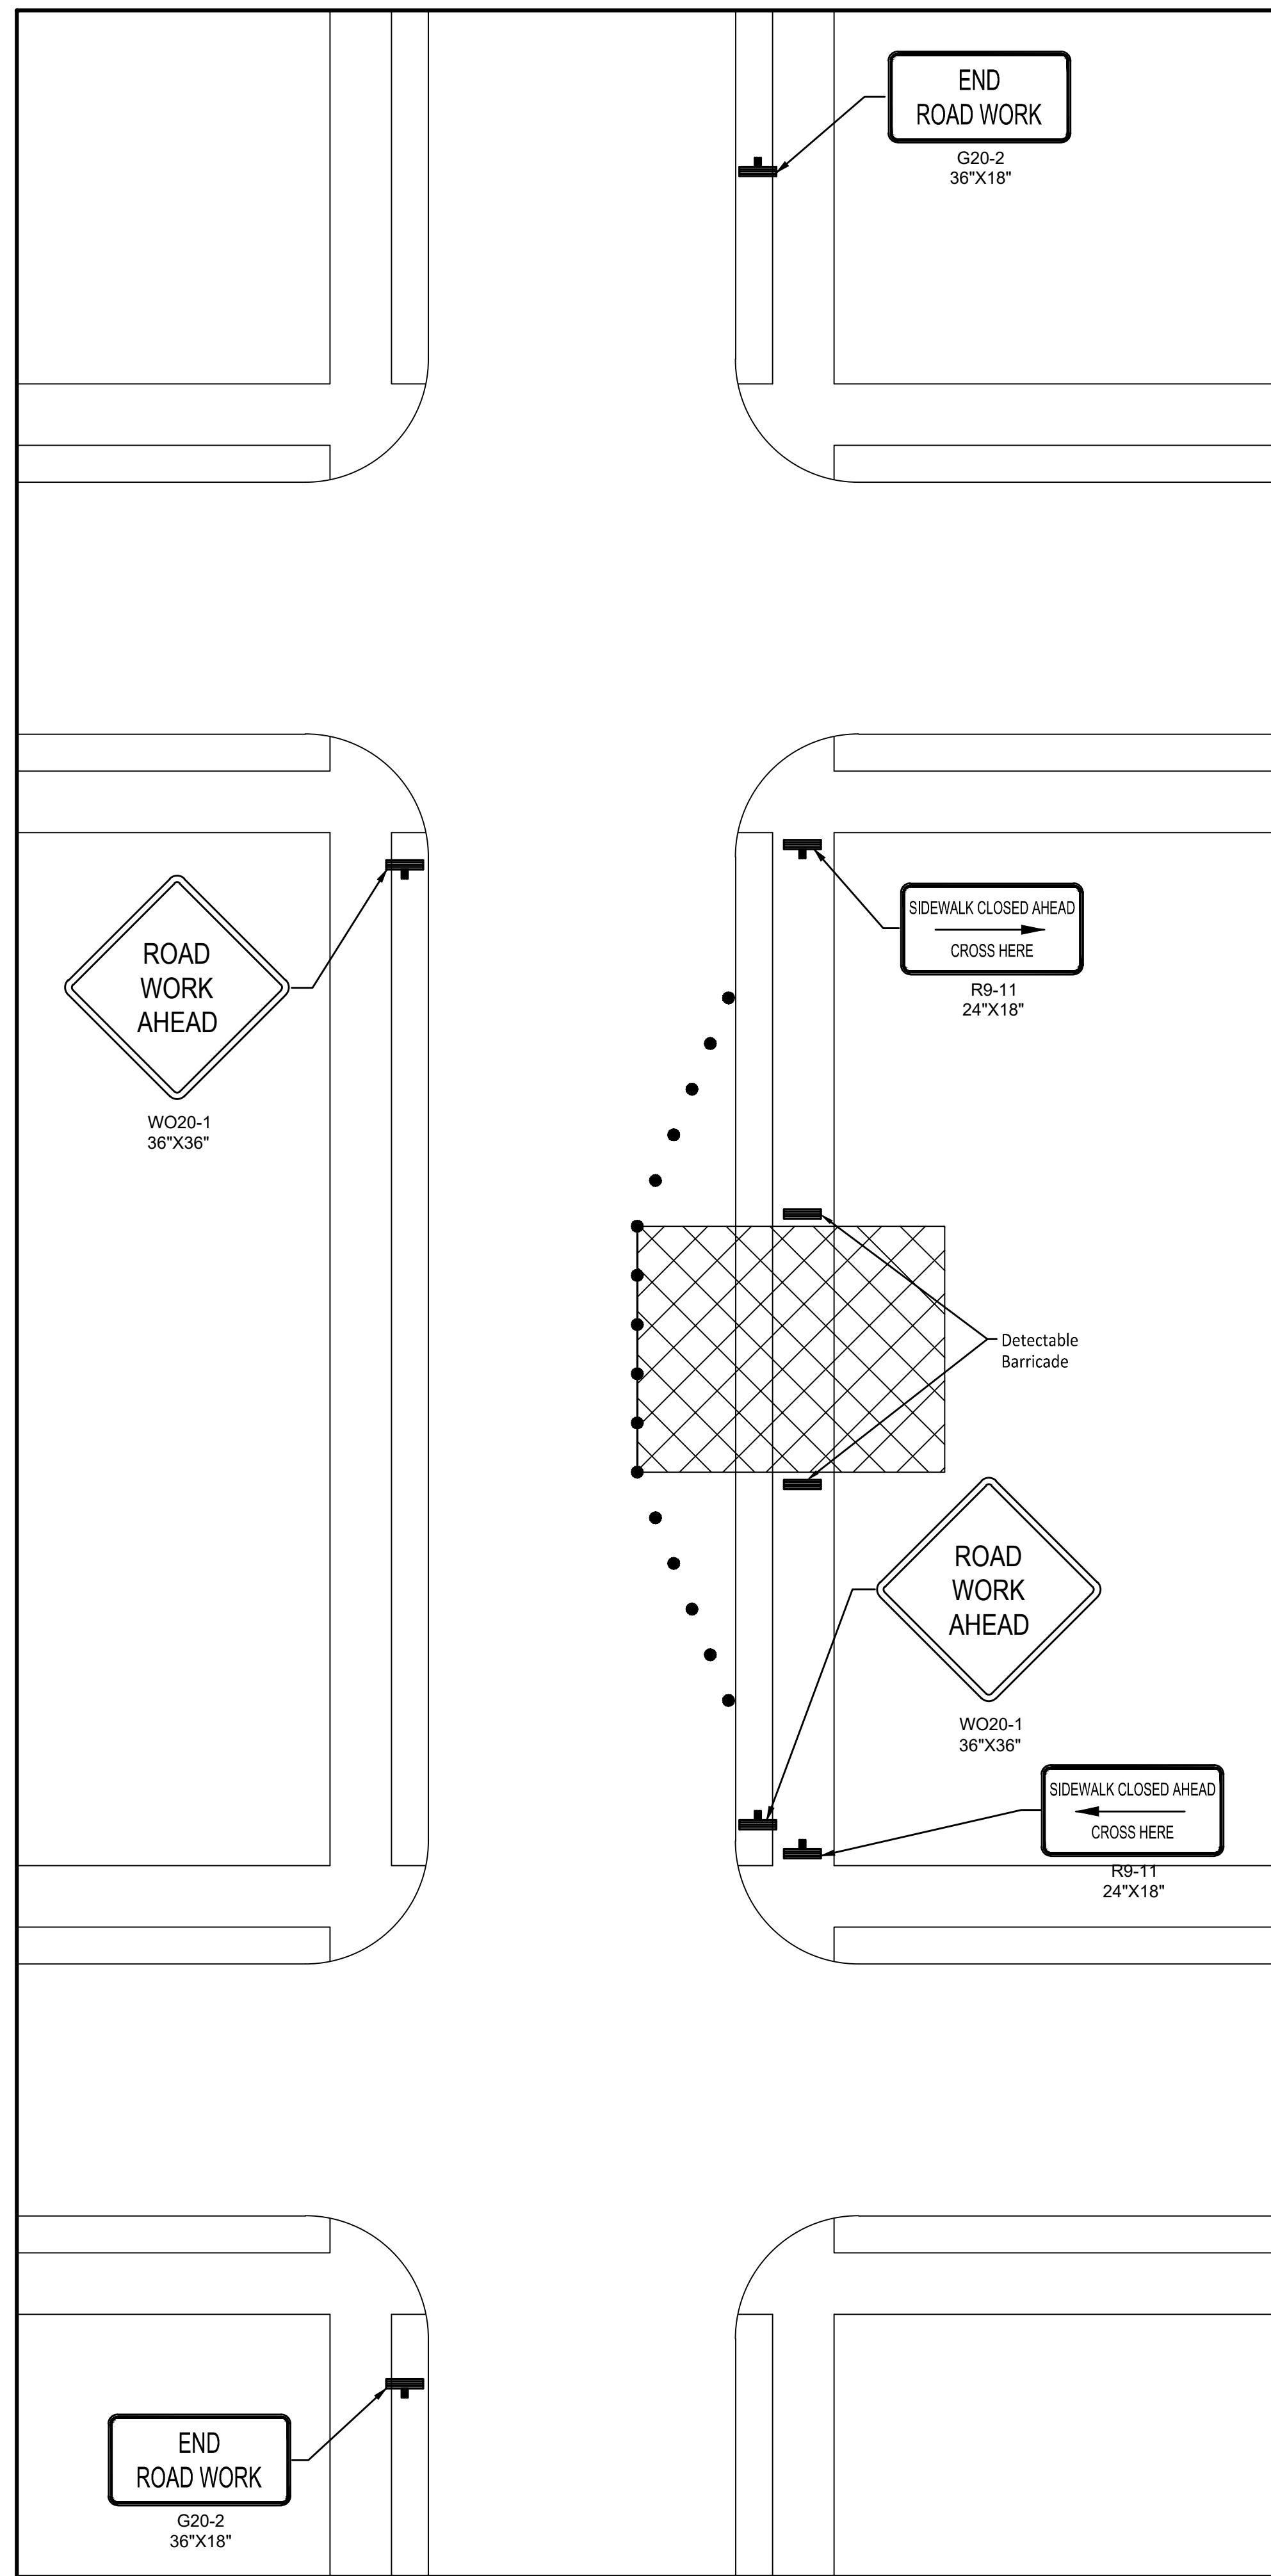 END
ROAD WORK
G20-2
36"X18"
SIDEWALK CLOSED AHEAD
CROSS HERE
R9-11
24"X18"
ROAD
WORK
AHEAD
WO20-1
36"X36"
Detectable
Barricade
ROAD
WORK
AHEAD
WO20-1
36"X36"
SIDEWALK CLOSED AHEAD
CROSS HERE
R9-11
24"X18"
END
ROAD WORK
G20-2
36"X18"